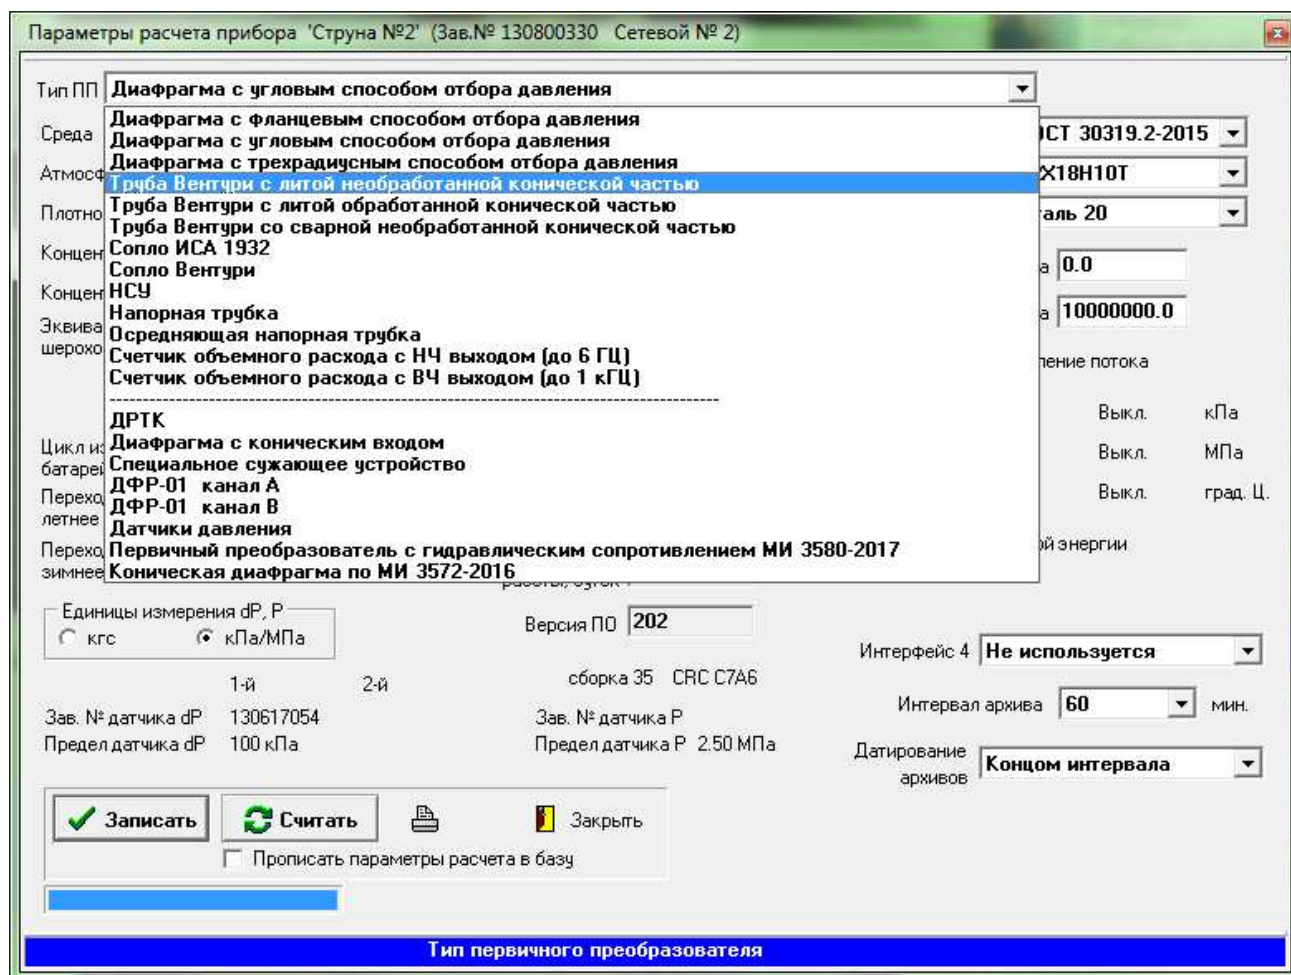 Параметры расчета прибора 'Струна №2' (Зав.№ 130800330 Сетевой № 2)
Тип ПП Диафрагма с угловым способом отбора давления
Диафрагма с фланцевым способом отбора давления
Среда Диафрагма с угловым способом отбора давления ОСТ 30319.2-2015
Диафрагма с трехрадиусным способом отбора давления
Атмосф Труба Вентури с литой необработанной конической частью Х18Н10Т
Плотно Труба Вентури с литой обработанной конической частью таль 20
Труба Вентури со сварной необработанной конической частью
Концен Сопло ИСА 1932 а 0.0
Сопло Вентури
Концен НСУ
Напорная трубка а 10000000.0
Эквива Осредняющая напорная трубка
шерохо Счетчик объемного расхода с НЧ выходом (до 6 ГЦ) ление потока
Счетчик объемного расхода с ВЧ выходом (до 1 кГЦ)
ДРТК Выкл. кПа
Цикл из Диафрагма с коническим входом Выкл. МПа
батарей Специальное сужающее устройство
ДФР-01 канал А Выкл. град. Ц.
Перехо ДФР-01 канал В
летнее Датчики давления
Перехо Первичный преобразователь с гидравлическим сопротивлением МИ 3580-2017 ой энергии
зимнее Коническая диафрагма по МИ 3572-2016
Единицы измерения dP, P
кгс кПа/МПа
Версия ПО 202
Интерфейс 4 Не используется
1-й 2-й сборка 35 CRC C7A6
Интервал архива 60 мин.
Зав. № датчика dP 130617054 Зав. № датчика P
Предел датчика dP 100 кПа Предел датчика P 2.50 МПа
Датирование
архивов Концом интервала
Записать Считать Закрыть
Прописать параметры расчета в базу
Тип первичного преобразователя